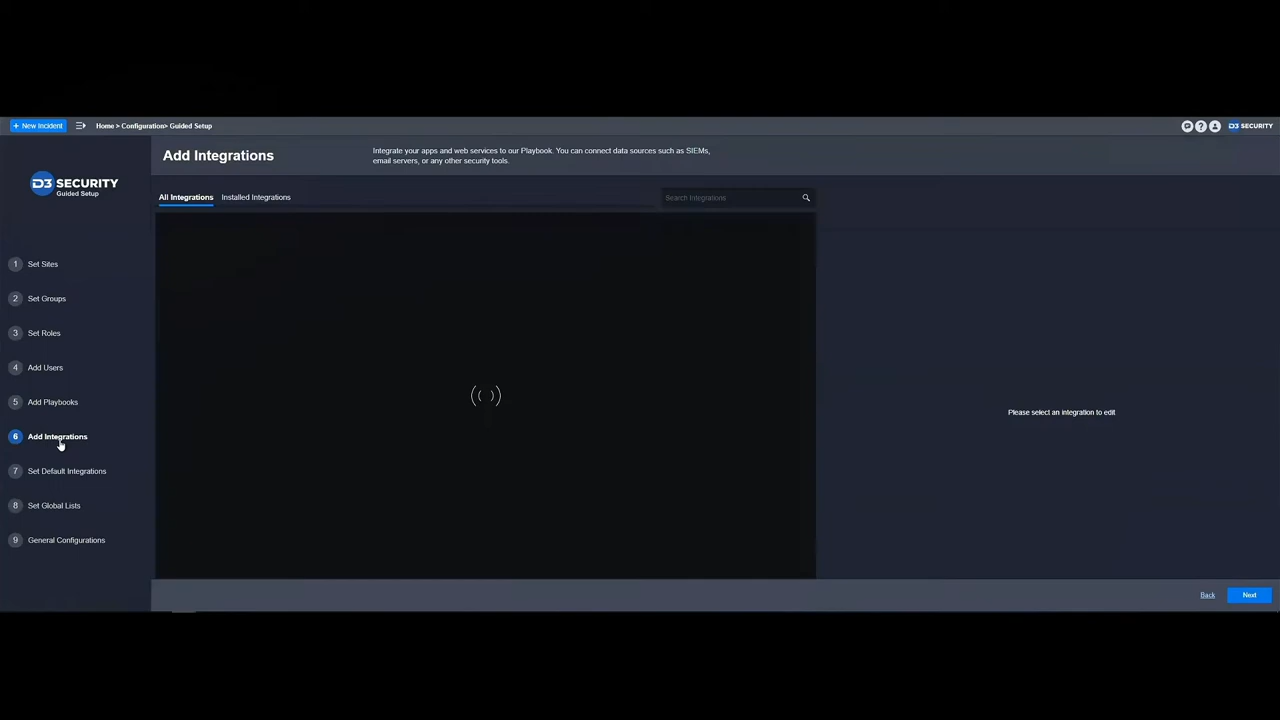 + New Incident
Home > Configuration> Guided Setup
D3 SECURITY
D3 SECURITY
Guided Setup
1 Set Sites
2 Set Groups
3 Set Roles
4 Add Users
5 Add Playbooks
6 Add Integrations
7 Set Default Integrations
8 Set Global Lists
9 General Configurations
Add Integrations
Integrate your apps and web services to our Playbook. You can connect data sources such as SIEMs,
email servers, or any other security tools.
All Integrations Installed Integrations
Search Integrations
Please select an integration to edit
Back Next